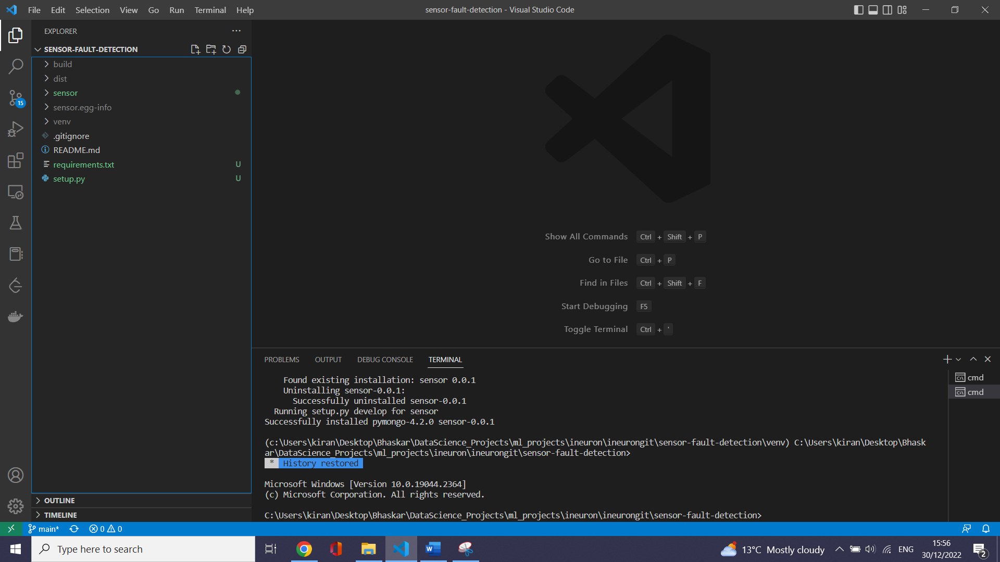 File Edit Selection View Go Run Terminal Help
sensor-fault-detection - Visual Studio Code
EXPLORER
SENSOR-FAULT-DETECTION
build
dist
sensor
sensor.egg-info
venv
.gitignore
README.md
requirements.txt U
setup.py U
15
OUTLINE
TIMELINE
Show All Commands Ctrl + Shift + P
Go to File Ctrl + P
Find in Files Ctrl + Shift + F
Start Debugging F5
Toggle Terminal Ctrl + '
PROBLEMS OUTPUT DEBUG CONSOLE TERMINAL
Found existing installation: sensor 0.0.1
Uninstalling sensor-0.0.1:
Successfully uninstalled sensor-0.0.1
Running setup.py develop for sensor
Successfully installed pymongo-4.2.0 sensor-0.0.1
(c:\Users\kiran\Desktop\Bhaskar\DataScience_Projects\ml_projects\ineuron\ineurongit\sensor-fault-detection\venv) C:\Users\kiran\Desktop\Bhask
ar\DataScience_Projects\ml_projects\ineuron\ineurongit\sensor-fault-detection>
* History restored
Microsoft Windows [Version 10.0.19044.2364]
(c) Microsoft Corporation. All rights reserved.
C:\Users\kiran\Desktop\Bhaskar\DataScience_Projects\ml_projects\ineuron\ineurongit\sensor-fault-detection>
cmd
cmd
main* 0 0
Type here to search
13°C Mostly cloudy
ENG
15:56
30/12/2022
2